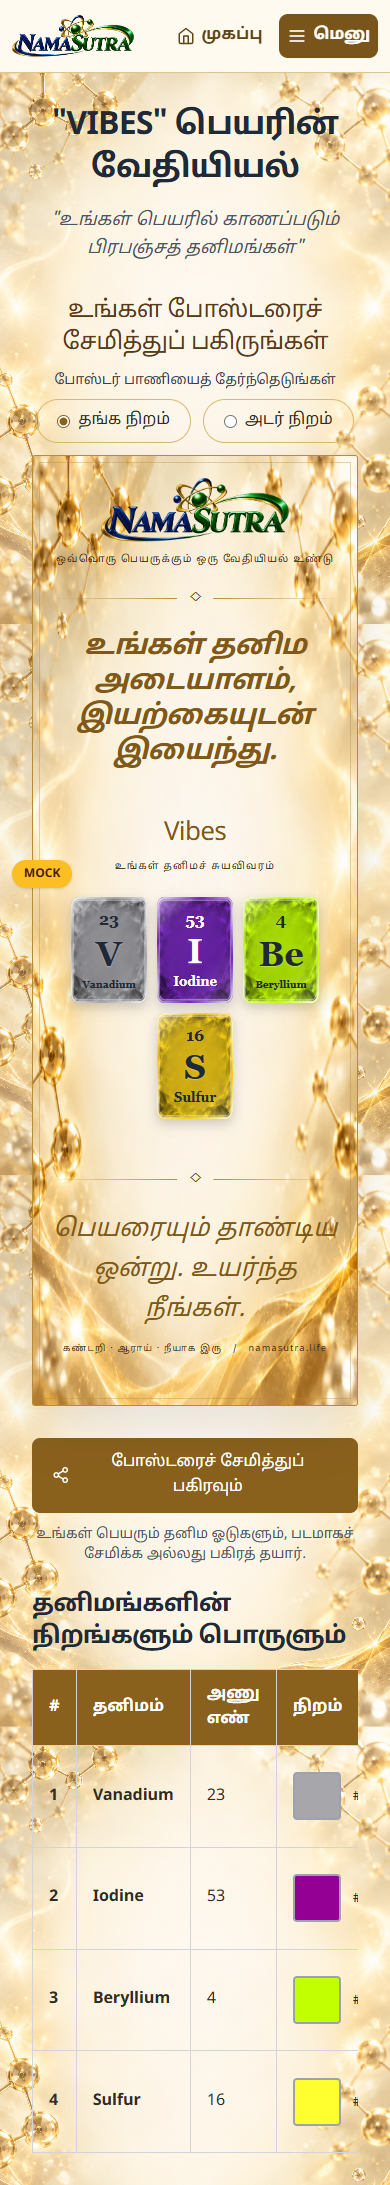 NAMASUTRA
முகப்பு
மெனு
"VIBES" பெயரின்
வேதியியல்
"உங்கள் பெயரில் காணப்படும்
பிரபஞ்சத் தனிமங்கள்"
உங்கள் போஸ்டரைச்
சேமித்துப் பகிருங்கள்
போஸ்டர் பாணியைத் தேர்ந்தெடுங்கள்
தங்க நிறம்
அடர் நிறம்
NAMASUTRA
ஒவ்வொரு பெயருக்கும் ஒரு வேதியியல் உண்டு
உங்கள் தனிம
அடையாளம்,
இயற்கையுடன்
இயைந்து.
Vibes
உங்கள் தனிமச் சுயவிவரம்
MOCK
23
V
Vanadium
53
I
Iodine
4
Be
Beryllium
16
S
Sulfur
பெயரையும் தாண்டிய
ஒன்று. உயர்ந்த
நீங்கள்.
கண்டறி · ஆராய் · நீயாக இரு / namasutra.life
போஸ்டரைச் சேமித்துப்
பகிரவும்
உங்கள் பெயரும் தனிம ஓடுகளும், படமாகச்
சேமிக்க அல்லது பகிரத் தயார்.
தனிமங்களின்
நிறங்களும் பொருளும்
# தனிமம் அணு எண் நிறம்
1 Vanadium 23 #
2 Iodine 53 #
3 Beryllium 4 #
4 Sulfur 16 #